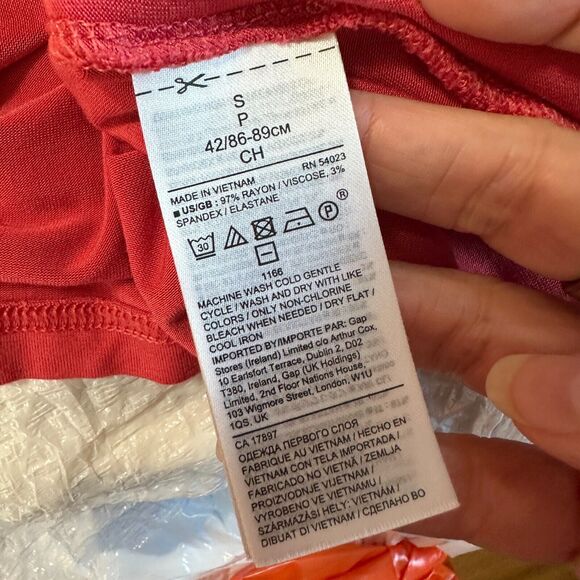 S
P
42/86-89СМ
CH
MADE IN VIETNAM RN 54023
■ US/GB : 97% RAYON / VISCOSE, 3%
SPANDEX / ELASTANE
30 P ®
1166
MACHINE WASH COLD GENTLE
CYCLE / WASH AND DRY WITH LIKE
COLORS / ONLY NON-CHLORINE
BLEACH WHEN NEEDED / DRY FLAT /
COOL IRON
IMPORTED BY/IMPORTE PAR: Gap
Stores (Ireland) Limited c/o Arthur Cox,
10 Earlsfort Terrace, Dublin 2, D02
T380, Ireland, Gap (UK Holdings)
Limited, 2nd Floor Nations House,
103 Wigmore Street, London, W1U
1QS, UK
CA 17897
ОДЕЖДА ПЕРВОГО СЛОЯ
FABRIQUÉ AU VIETNAM / HECHO EN
VIETNAM CON TELA IMPORTADA /
FABRICADO NO VIETNÃ / ZEMLJA
PROIZVODNJE VIJETNAM /
VYROBENO VE VIETNAMU /
SZÁRMAZÁSI HELY: VIETNAM /
DIBUAT DI VIETNAM / СДЕЛАНО ВО